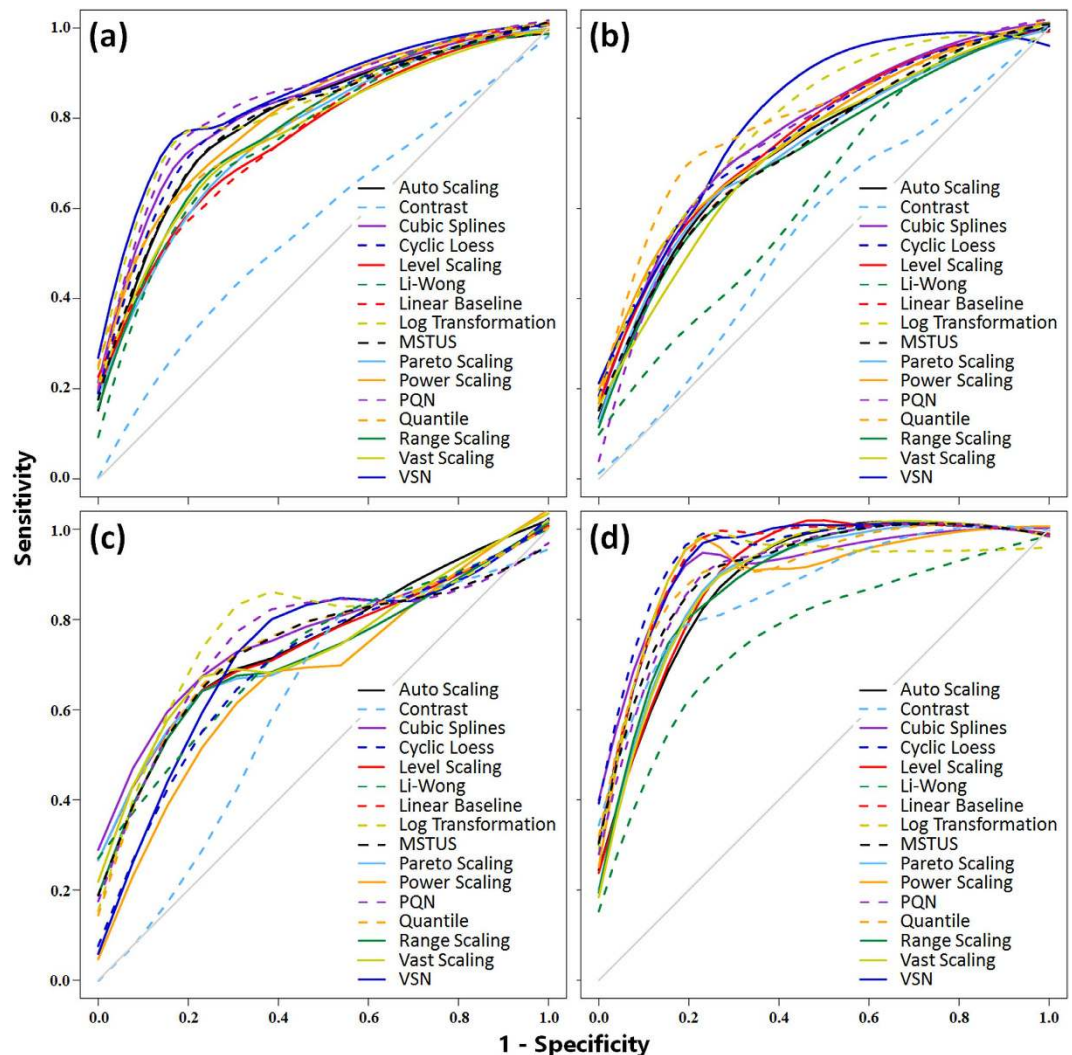 (a)
1.0
0.8
0.6
0.4
0.2
0.0
Auto Scaling
Contrast
Cubic Splines
Cyclic Loess
Level Scaling
Li-Wong
Linear Baseline
Log Transformation
MSTUS
Pareto Scaling
Power Scaling
PQN
Quantile
Range Scaling
Vast Scaling
VSN
(b)
Auto Scaling
Contrast
Cubic Splines
Cyclic Loess
Level Scaling
Li-Wong
Linear Baseline
Log Transformation
MSTUS
Pareto Scaling
Power Scaling
PQN
Quantile
Range Scaling
Vast Scaling
VSN
Sensitivity
(c)
1.0
0.8
0.6
0.4
0.2
0.0
Auto Scaling
Contrast
Cubic Splines
Cyclic Loess
Level Scaling
Li-Wong
Linear Baseline
Log Transformation
MSTUS
Pareto Scaling
Power Scaling
PQN
Quantile
Range Scaling
Vast Scaling
VSN
0.0 0.2 0.4 0.6 0.8 1.0
(d)
Auto Scaling
Contrast
Cubic Splines
Cyclic Loess
Level Scaling
Li-Wong
Linear Baseline
Log Transformation
MSTUS
Pareto Scaling
Power Scaling
PQN
Quantile
Range Scaling
Vast Scaling
VSN
0.0 0.2 0.4 0.6 0.8 1.0
1 - Specificity